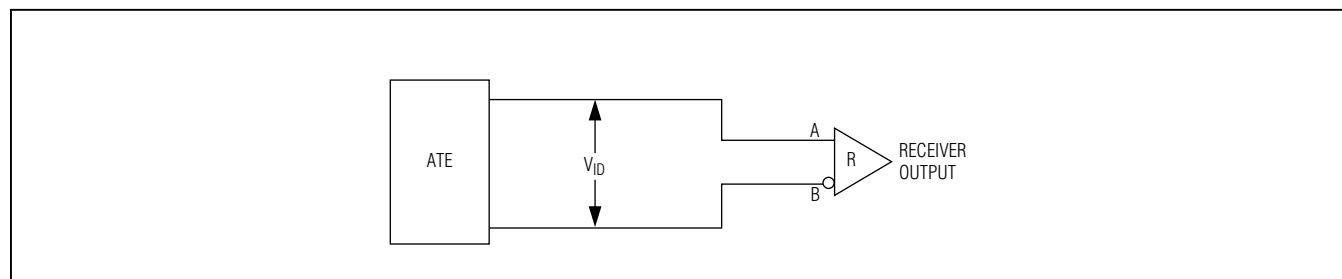 ATE
V_ID
A
B
R
RECEIVER
OUTPUT